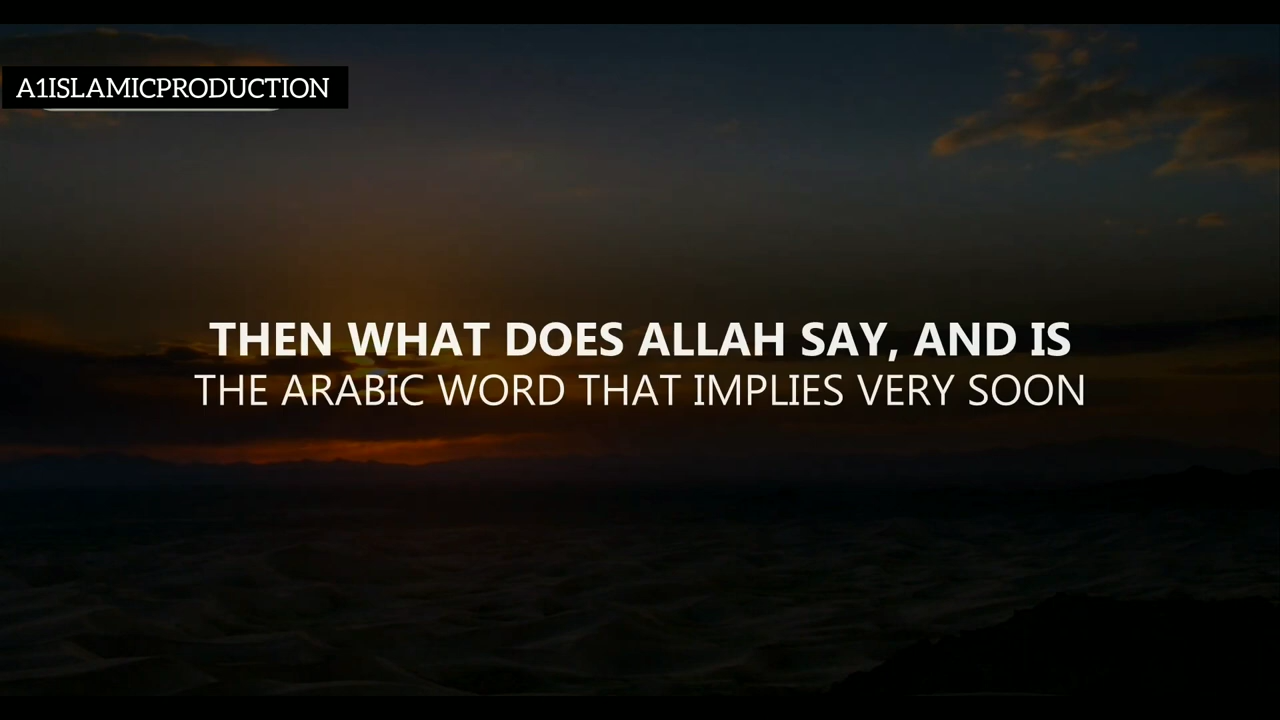 A1ISLAMICPRODUCTION
THEN WHAT DOES ALLAH SAY, AND IS
THE ARABIC WORD THAT IMPLIES VERY SOON